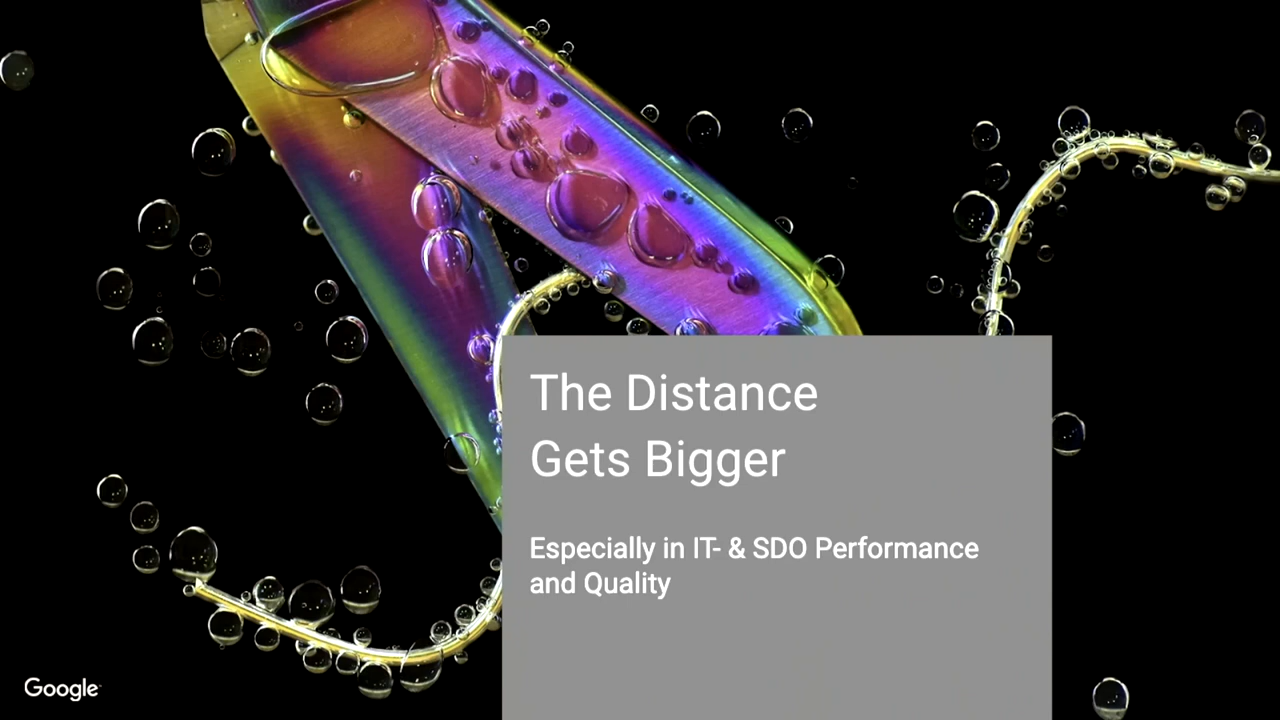 The Distance
Gets Bigger
Especially in IT- & SDO Performance
and Quality
Google